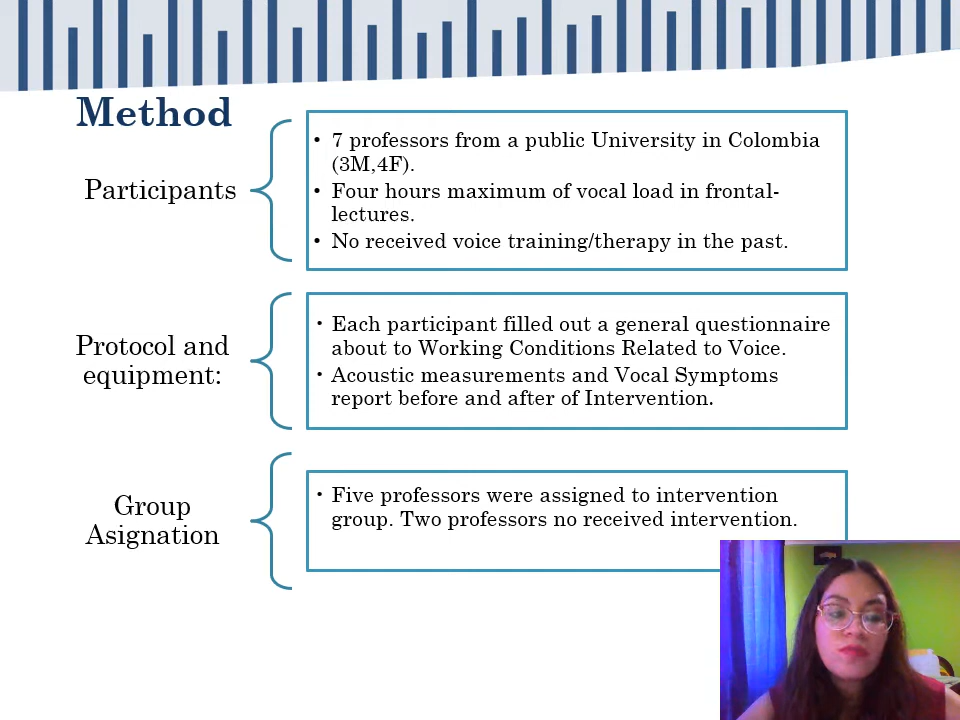 Method
Participants
• 7 professors from a public University in Colombia
(3M,4F).
• Four hours maximum of vocal load in frontal-
lectures.
• No received voice training/therapy in the past.
Protocol and
equipment:
• Each participant filled out a general questionnaire
about to Working Conditions Related to Voice.
• Acoustic measurements and Vocal Symptoms
report before and after of Intervention.
Group
Asignation
• Five professors were assigned to intervention
group. Two professors no received intervention.